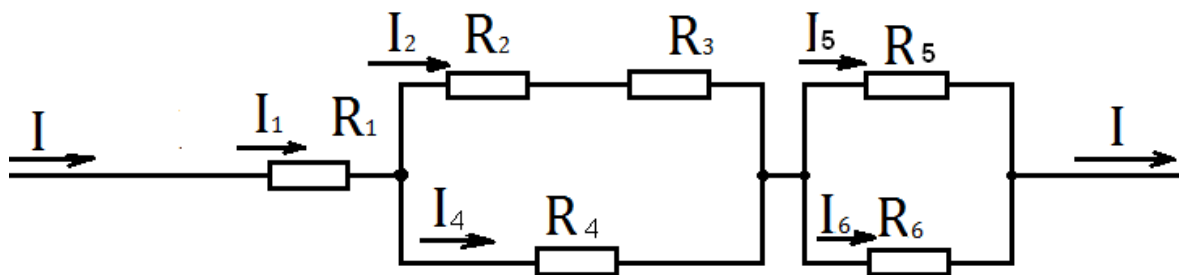 I₂ R₂ R₃ I₅ R₅
I I₁ R₁ I
I₄ R₄ I₆ R₆